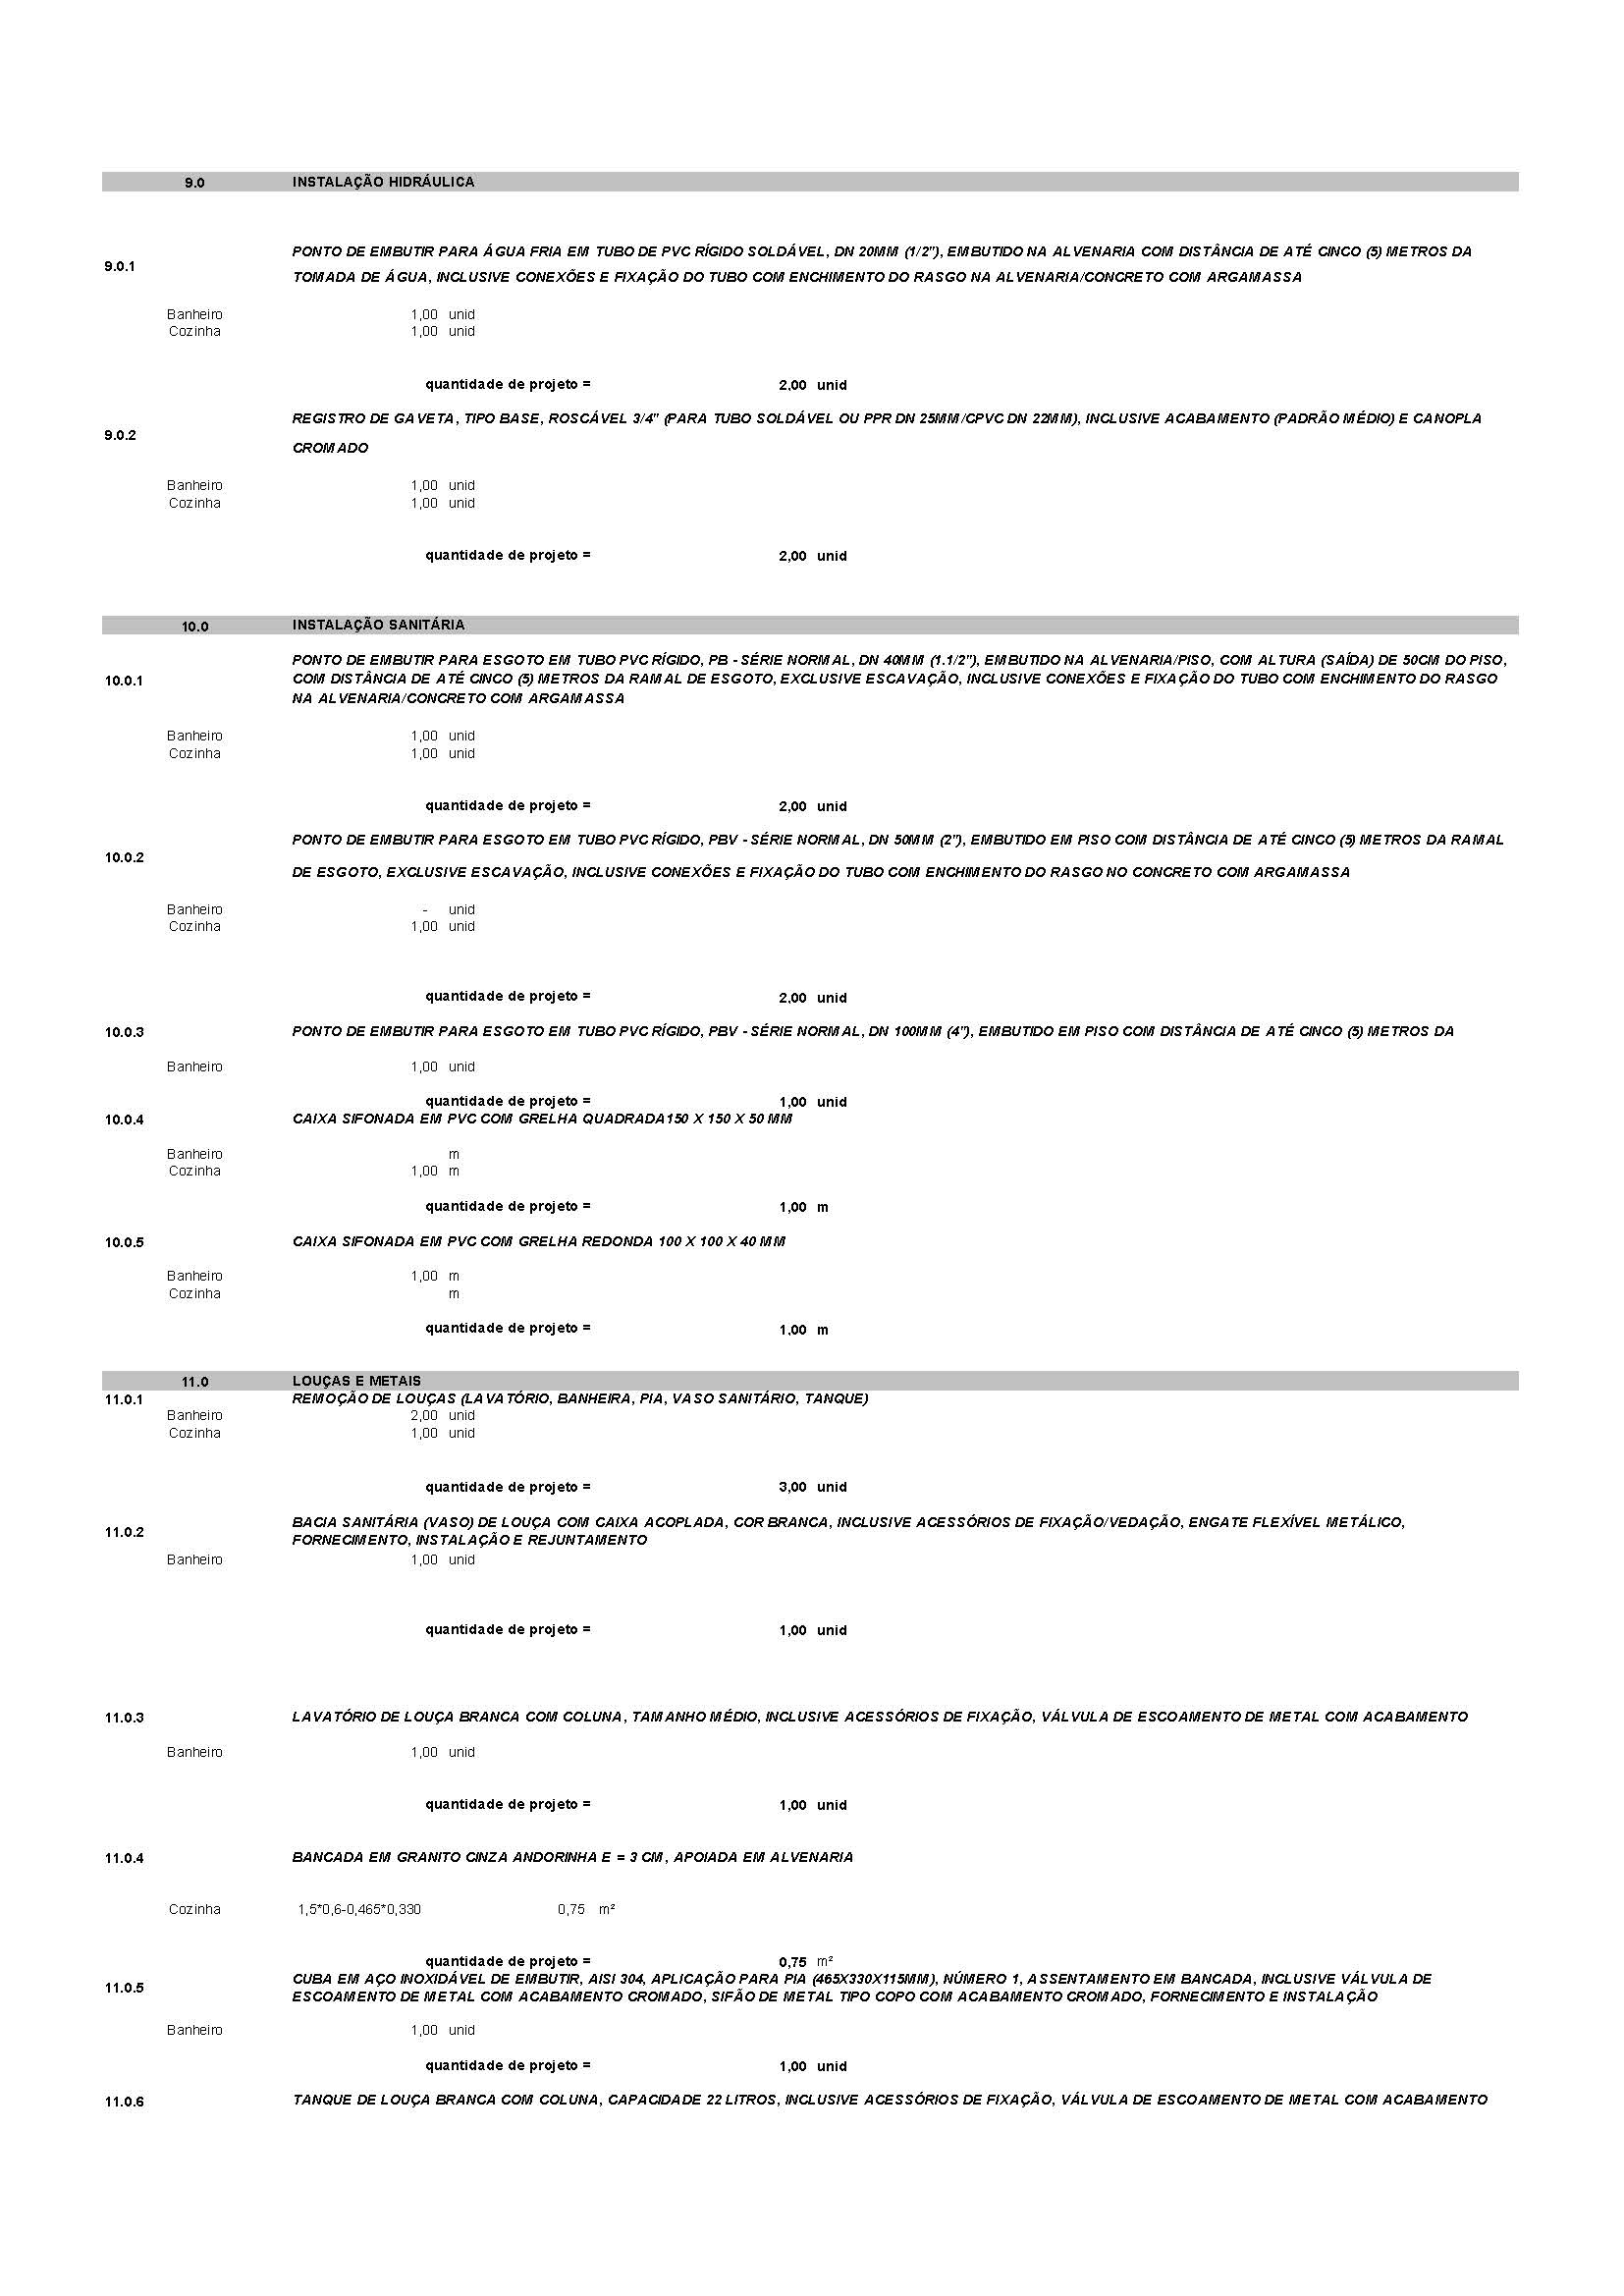 9.0 INSTALAÇÃO HIDRÁULICA
PONTO DE EMBUTIR PARA ÁGUA FRIA EM TUBO DE PVC RÍGIDO SOLDÁVEL, DN 20MM (1/2"), EMBUTIDO NA ALVENARIA COM DISTÂNCIA DE ATÉ CINCO (5) METROS DA
9.0.1
TOMADA DE ÁGUA, INCLUSIVE CONEXÕES E FIXAÇÃO DO TUBO COM ENCHIMENTO DO RASGO NA ALVENARIA/CONCRETO COM ARGAMASSA
Banheiro 1,00 unid
Cozinha 1,00 unid
quantidade de projeto = 2,00 unid
REGISTRO DE GAVETA, TIPO BASE, ROSCÁVEL 3/4" (PARA TUBO SOLDÁVEL OU PPR DN 25MM/CPVC DN 22MM), INCLUSIVE ACABAMENTO (PADRÃO MÉDIO) E CANOPLA
9.0.2
CROMADO
Banheiro 1,00 unid
Cozinha 1,00 unid
quantidade de projeto = 2,00 unid
10.0 INSTALAÇÃO SANITÁRIA
PONTO DE EMBUTIR PARA ESGOTO EM TUBO PVC RÍGIDO, PB - SÉRIE NORMAL, DN 40MM (1.1/2"), EMBUTIDO NA ALVENARIA/PISO, COM ALTURA (SAÍDA) DE 50CM DO PISO,
10.0.1 COM DISTÂNCIA DE ATÉ CINCO (5) METROS DA RAMAL DE ESGOTO, EXCLUSIVE ESCAVAÇÃO, INCLUSIVE CONEXÕES E FIXAÇÃO DO TUBO COM ENCHIMENTO DO RASGO
NA ALVENARIA/CONCRETO COM ARGAMASSA
Banheiro 1,00 unid
Cozinha 1,00 unid
quantidade de projeto = 2,00 unid
PONTO DE EMBUTIR PARA ESGOTO EM TUBO PVC RÍGIDO, PBV - SÉRIE NORMAL, DN 50MM (2"), EMBUTIDO EM PISO COM DISTÂNCIA DE ATÉ CINCO (5) METROS DA RAMAL
10.0.2
DE ESGOTO, EXCLUSIVE ESCAVAÇÃO, INCLUSIVE CONEXÕES E FIXAÇÃO DO TUBO COM ENCHIMENTO DO RASGO NO CONCRETO COM ARGAMASSA
Banheiro - unid
Cozinha 1,00 unid
quantidade de projeto = 2,00 unid
10.0.3 PONTO DE EMBUTIR PARA ESGOTO EM TUBO PVC RÍGIDO, PBV - SÉRIE NORMAL, DN 100MM (4"), EMBUTIDO EM PISO COM DISTÂNCIA DE ATÉ CINCO (5) METROS DA
Banheiro 1,00 unid
quantidade de projeto = 1,00 unid
10.0.4 CAIXA SIFONADA EM PVC COM GRELHA QUADRADA150 X 150 X 50 MM
Banheiro m
Cozinha 1,00 m
quantidade de projeto = 1,00 m
10.0.5 CAIXA SIFONADA EM PVC COM GRELHA REDONDA 100 X 100 X 40 MM
Banheiro 1,00 m
Cozinha m
quantidade de projeto = 1,00 m
11.0 LOUÇAS E METAIS
11.0.1 REMOÇÃO DE LOUÇAS (LAVATÓRIO, BANHEIRA, PIA, VASO SANITÁRIO, TANQUE)
Banheiro 2,00 unid
Cozinha 1,00 unid
quantidade de projeto = 3,00 unid
BACIA SANITÁRIA (VASO) DE LOUÇA COM CAIXA ACOPLADA, COR BRANCA, INCLUSIVE ACESSÓRIOS DE FIXAÇÃO/VEDAÇÃO, ENGATE FLEXÍVEL METÁLICO,
11.0.2
FORNECIMENTO, INSTALAÇÃO E REJUNTAMENTO
Banheiro 1,00 unid
quantidade de projeto = 1,00 unid
11.0.3 LAVATÓRIO DE LOUÇA BRANCA COM COLUNA, TAMANHO MÉDIO, INCLUSIVE ACESSÓRIOS DE FIXAÇÃO, VÁLVULA DE ESCOAMENTO DE METAL COM ACABAMENTO
Banheiro 1,00 unid
quantidade de projeto = 1,00 unid
11.0.4 BANCADA EM GRANITO CINZA ANDORINHA E = 3 CM, APOIADA EM ALVENARIA
Cozinha 1,5*0,6-0,465*0,330 0,75 m²
quantidade de projeto = 0,75 m²
CUBA EM AÇO INOXIDÁVEL DE EMBUTIR, AISI 304, APLICAÇÃO PARA PIA (465X330X115MM), NÚMERO 1, ASSENTAMENTO EM BANCADA, INCLUSIVE VÁLVULA DE
11.0.5
ESCOAMENTO DE METAL COM ACABAMENTO CROMADO, SIFÃO DE METAL TIPO COPO COM ACABAMENTO CROMADO, FORNECIMENTO E INSTALAÇÃO
Banheiro 1,00 unid
quantidade de projeto = 1,00 unid
11.0.6 TANQUE DE LOUÇA BRANCA COM COLUNA, CAPACIDADE 22 LITROS, INCLUSIVE ACESSÓRIOS DE FIXAÇÃO, VÁLVULA DE ESCOAMENTO DE METAL COM ACABAMENTO